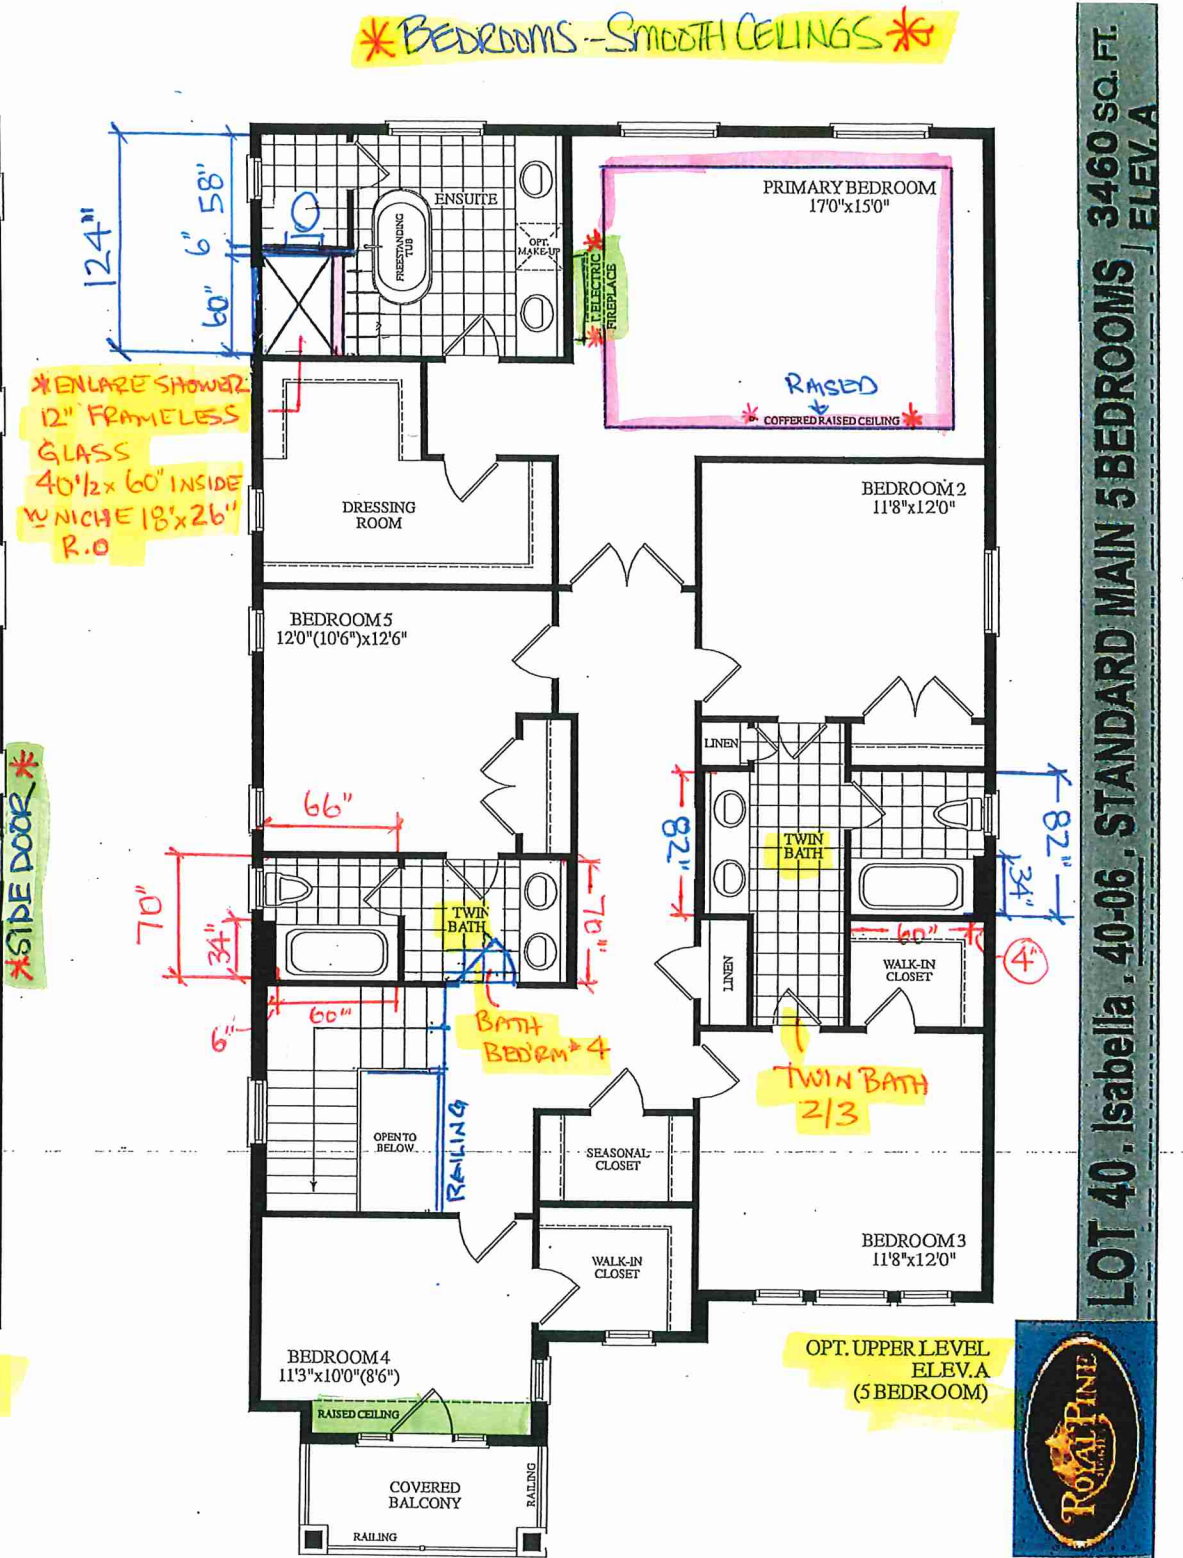 *BEDROOMS--SMOOTH CEILINGS*
LOT 40. Isabella. 40-06. STANDARD MAIN 5 BEDROOMS 3460 SQ. FT.
ELEV. A
124"
58"
6"
60"
ENSUITE
FREESTANDING
TUB
OPT.
MAKE-UP
PRIMARY BEDROOM
17'0"x15'0"
ELECTRIC
FIREPLACE
RAISED
COFFERED RAISED CEILING
*ENLARE SHOWER
12" FRAMELESS
GLASS
40 1/2 x 60" INSIDE
W NICHE 18"x26"
R.O
DRESSING
ROOM
BEDROOM 2
11'8"x12'0"
BEDROOM 5
12'0"(10'6")x12'6"
LINEN
*SIDE DOOR*
66"
82"
TWIN
BATH
82"
34"
70"
34"
TWIN
BATH
70"
LINEN
60"
4"
WALK-IN
CLOSET
6"
60"
BATH
BED'RM #4
TWIN BATH
2/3
RAILING
OPEN TO
BELOW
SEASONAL
CLOSET
WALK-IN
CLOSET
BEDROOM 3
11'8"x12'0"
BEDROOM 4
11'3"x10'0"(8'6")
RAISED CEILING
OPT. UPPER LEVEL
ELEV.A
(5 BEDROOM)
COVERED
BALCONY
RAILING
RAILING
ROYAL PINE
HOMES